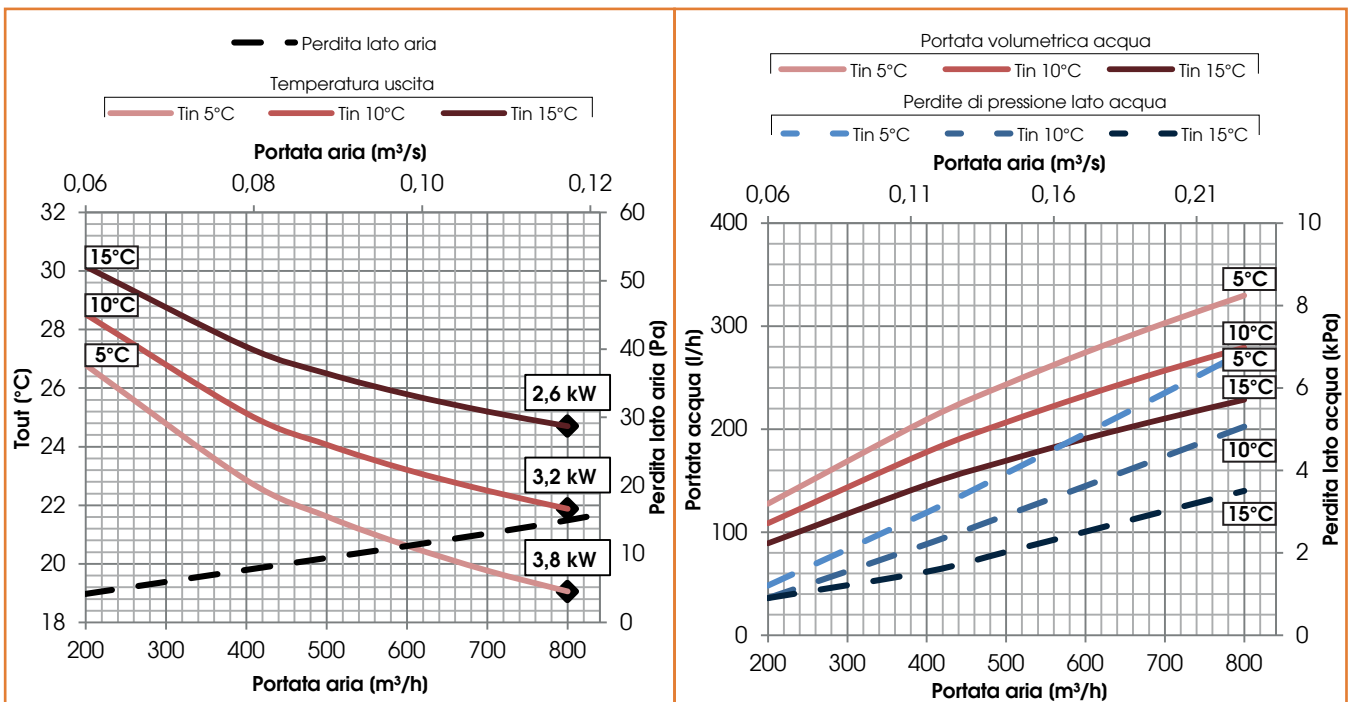 Perdita lato aria
Temperatura uscita
Tin 5°C Tin 10°C Tin 15°C
Portata aria (m³/s)
0,06 0,08 0,10 0,12
32 60
30 50
28 40
26 30
24 20
22 10
20 0
18
15°C
10°C
5°C
2,6 kW
3,2 kW
3,8 kW
Tout (°C)
Perdita lato aria (Pa)
200 300 400 500 600 700 800
Portata aria (m³/h)
Portata volumetrica acqua
Tin 5°C Tin 10°C Tin 15°C
Perdite di pressione lato acqua
Tin 5°C Tin 10°C Tin 15°C
Portata aria (m³/s)
0,06 0,11 0,16 0,21
400 10
300 8
200 6
100 4
0 2
0
5°C
10°C
5°C
15°C
10°C
15°C
Portata acqua (l/h)
Perdita lato acqua (kPa)
200 300 400 500 600 700 800
Portata aria (m³/h)